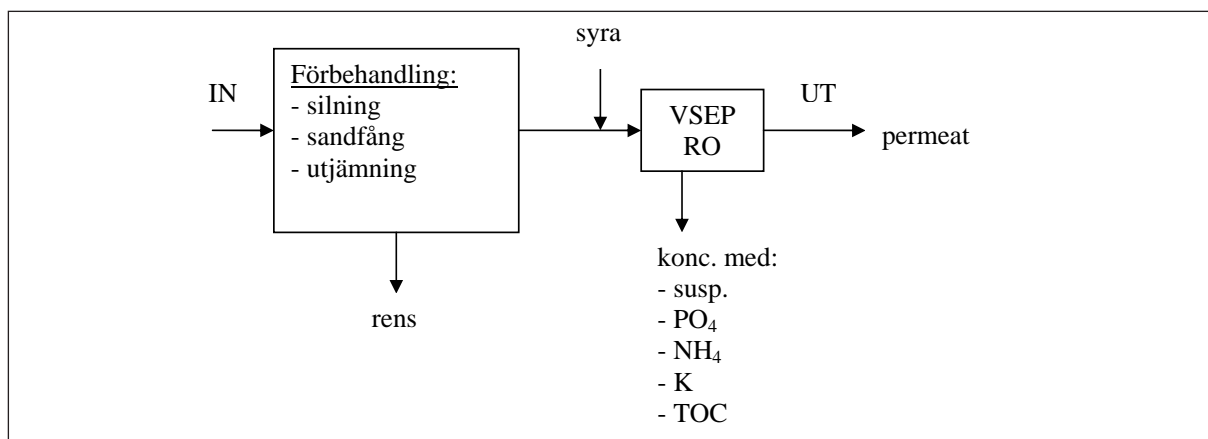 syra
IN
Förbehandling:
- silning
- sandfång
- utjämning
VSEP
RO
UT
permeat
rens
konc. med:
- susp.
- PO₄
- NH₄
- K
- TOC